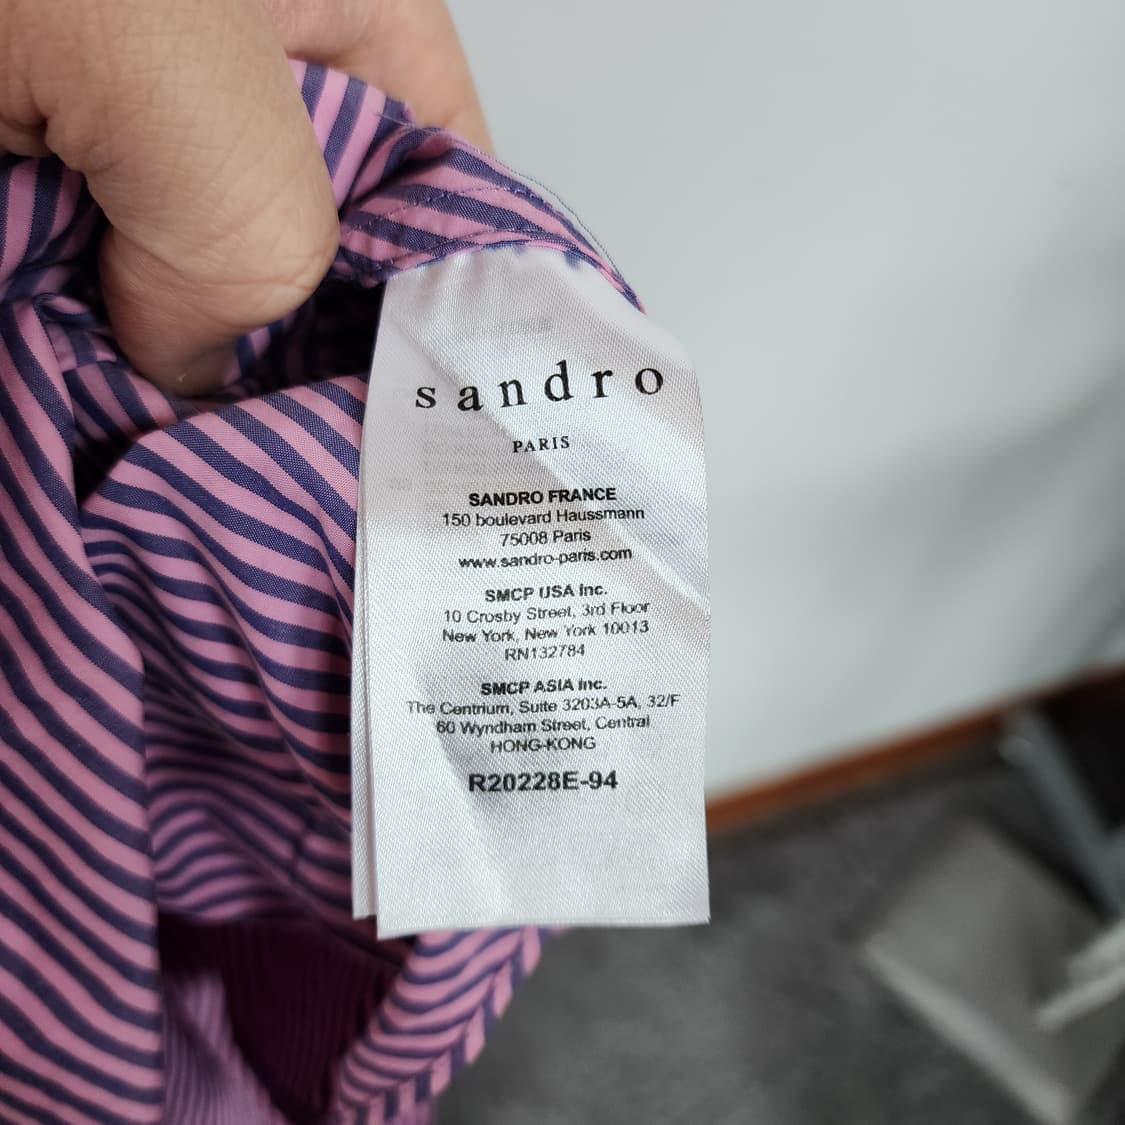 sandro
PARIS
SANDRO FRANCE
150 boulevard Haussmann
75008 Paris
www.sandro-paris.com
SMCP USA Inc.
10 Crosby Street, 3rd Floor
New York, New York 10013
RN132784
SMCP ASIA Inc.
The Centrium, Suite 3203A-5A, 32/F
60 Wyndham Street, Central
HONG-KONG
R20228E-94